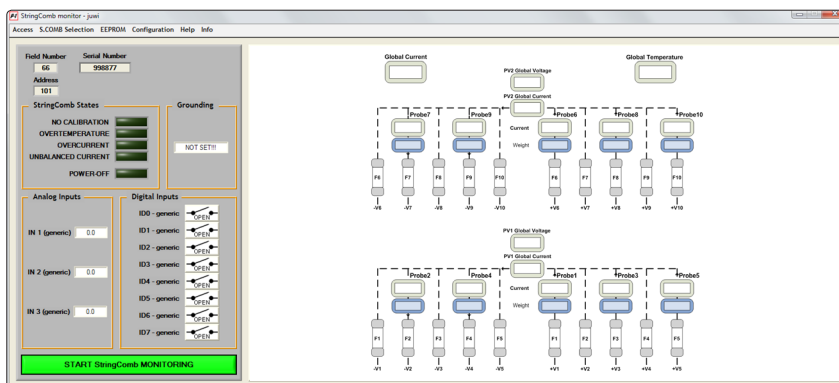 StringComb monitor - juwi
Access S.COMB Selection EEPROM Configuration Help Info
Field Number Serial Number
66 998877
Address
101
StringComb States
NO CALIBRATION
OVERTEMPERATURE
OVERCURRENT
UNBALANCED CURRENT
POWER-OFF
Grounding
NOT SET!!!
Analog Inputs
IN 1 (generic) 0.0
IN 2 (generic) 0.0
IN 3 (generic) 0.0
Digital Inputs
ID0 - generic OPEN
ID1 - generic OPEN
ID2 - generic OPEN
ID3 - generic OPEN
ID4 - generic OPEN
ID5 - generic OPEN
ID6 - generic OPEN
ID7 - generic OPEN
START StringComb MONITORING
Global Current
Global Temperature
PV2 Global Voltage
PV2 Global Current
Probe7 Probe9 Probe6 Probe8 Probe10
Current
Weight
F6 F7 F8 F9 F10 F6 F7 F8 F9 F10
-V6 -V7 -V8 -V9 -V10 +V6 +V7 +V8 +V9 +V10
PV1 Global Voltage
PV1 Global Current
Probe2 Probe4 Probe1 Probe3 Probe5
Current
Weight
F1 F2 F3 F4 F5 F1 F2 F3 F4 F5
-V1 -V2 -V3 -V4 -V5 +V1 +V2 +V3 +V4 +V5